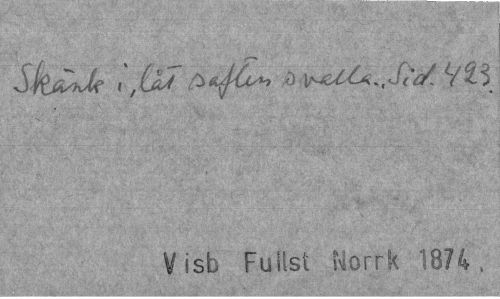 Skänk i, låt saften svalla., Sid. 423.
Visb Fullst Norrk 1874.